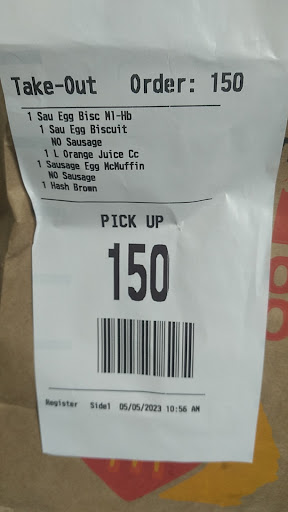 Take-Out Order: 150
1 Sau Egg Bisc Ml-Hb
1 Sau Egg Biscuit
NO Sausage
1 L Orange Juice Cc
1 Sausage Egg McMuffin
NO Sausage
1 Hash Brown
PICK UP
150
Register Side1 05/05/2023 10:56 AM